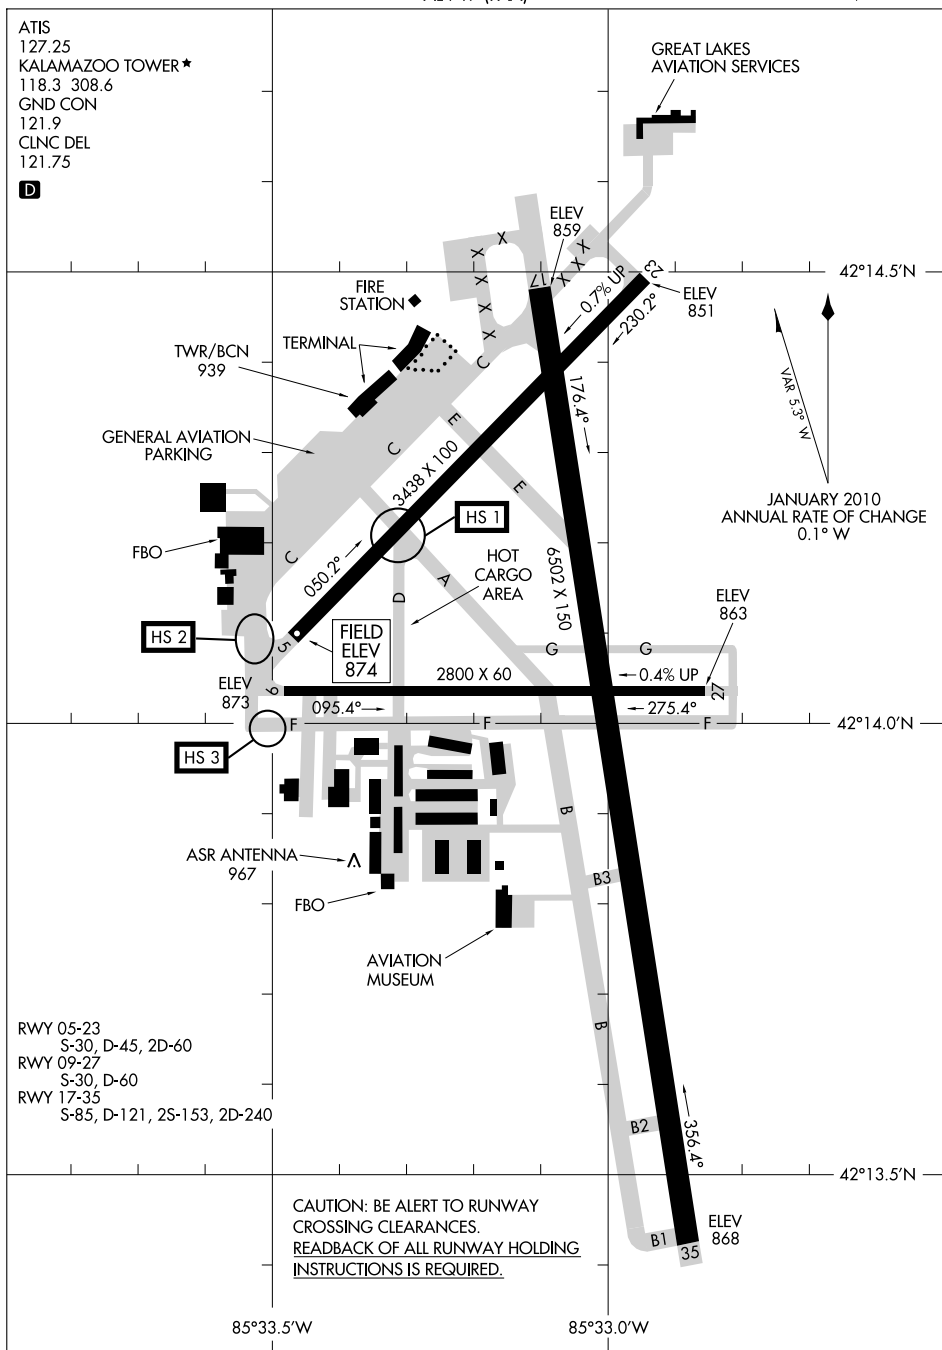 ATIS
127.25
KALAMAZOO TOWER★
118.3 308.6
GND CON
121.9
CLNC DEL
121.75
D
GREAT LAKES
AVIATION SERVICES
ELEV
859
X
X
X
X
X
X
X
X
17
0.7% UP
23
230.2°
ELEV
851
42°14.5'N
FIRE
STATION
TERMINAL
TWR/BCN
939
C
176.4°
VAR 5.3° W
GENERAL AVIATION
PARKING
C
E
E
3438 X 100
JANUARY 2010
ANNUAL RATE OF CHANGE
0.1° W
HS 1
FBO
C
050.2°
HOT
CARGO
AREA
A
D
6502 X 150
HS 2
5
FIELD
ELEV
874
G
G
ELEV
863
ELEV
873
9
2800 X 60
0.4% UP
27
095.4°
275.4°
F
F
F
42°14.0'N
HS 3
B
ASR ANTENNA
967
B3
FBO
AVIATION
MUSEUM
B
RWY 05-23
S-30, D-45, 2D-60
RWY 09-27
S-30, D-60
RWY 17-35
S-85, D-121, 2S-153, 2D-240
B2
356.4°
42°13.5'N
CAUTION: BE ALERT TO RUNWAY
CROSSING CLEARANCES.
READBACK OF ALL RUNWAY HOLDING
INSTRUCTIONS IS REQUIRED.
B1
35
ELEV
868
85°33.5'W
85°33.0'W